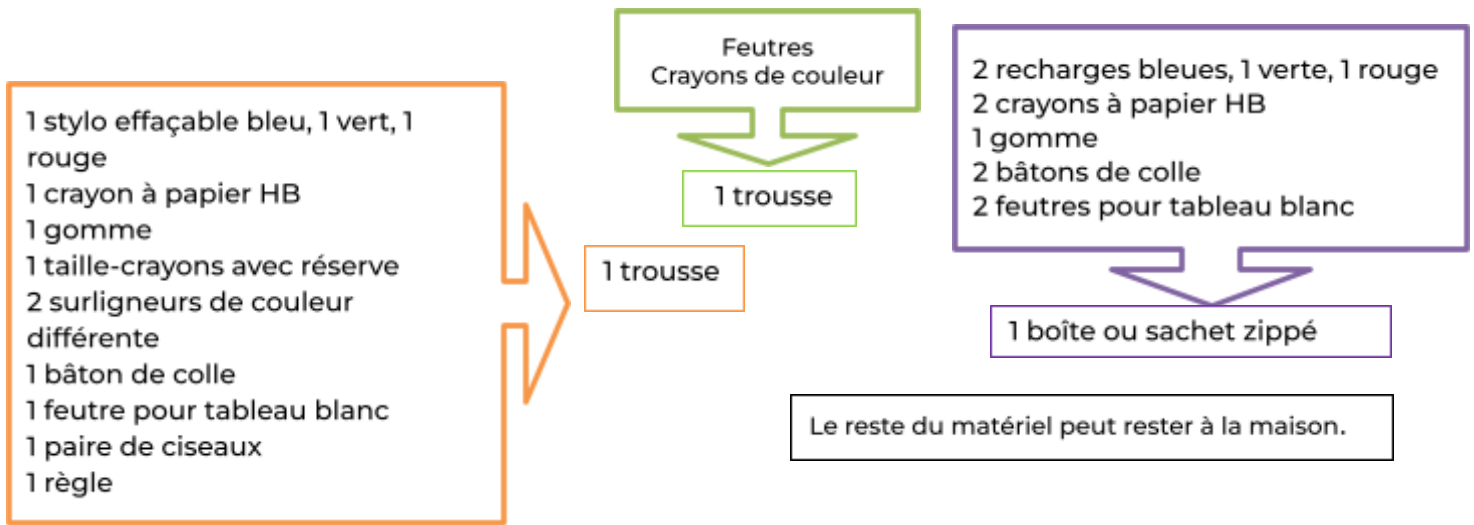 1 stylo effaçable bleu, 1 vert, 1
rouge
1 crayon à papier HB
1 gomme
1 taille-crayons avec réserve
2 surligneurs de couleur
différente
1 bâton de colle
1 feutre pour tableau blanc
1 paire de ciseaux
1 règle
1 trousse
Feutres
Crayons de couleur
1 trousse
2 recharges bleues, 1 verte, 1 rouge
2 crayons à papier HB
1 gomme
2 bâtons de colle
2 feutres pour tableau blanc
1 boîte ou sachet zippé
Le reste du matériel peut rester à la maison.